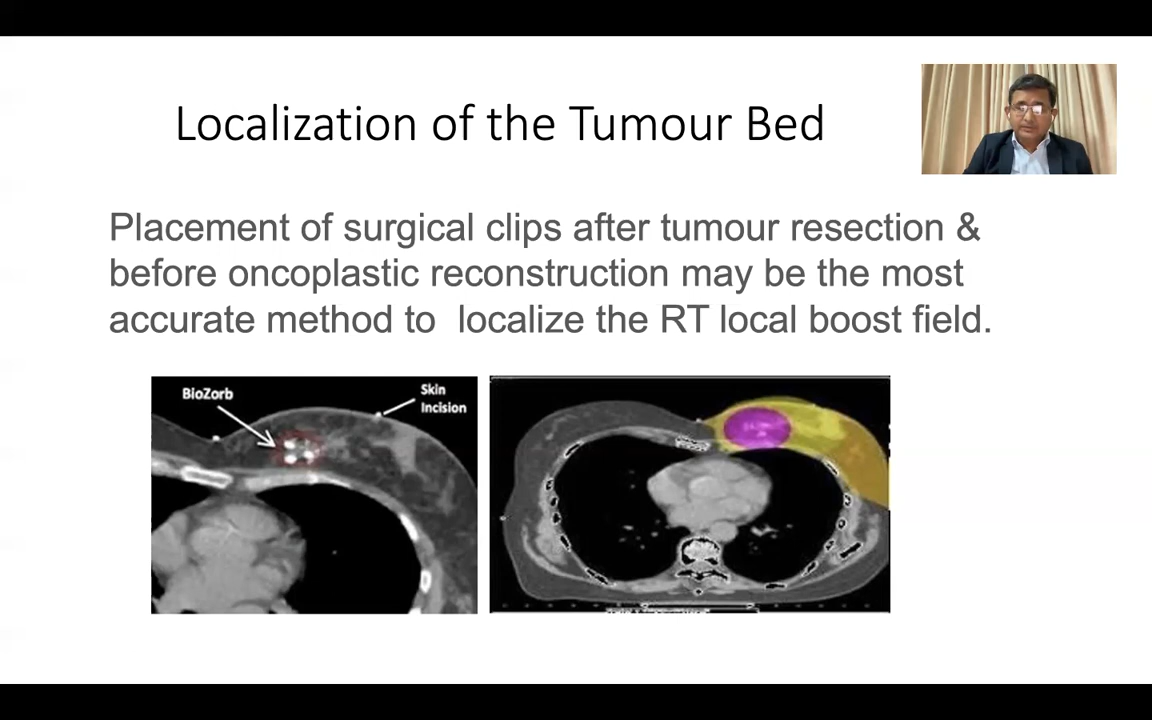 Localization of the Tumour Bed
Placement of surgical clips after tumour resection &
before oncoplastic reconstruction may be the most
accurate method to  localize the RT local boost field.
BioZorb
Skin
Incision